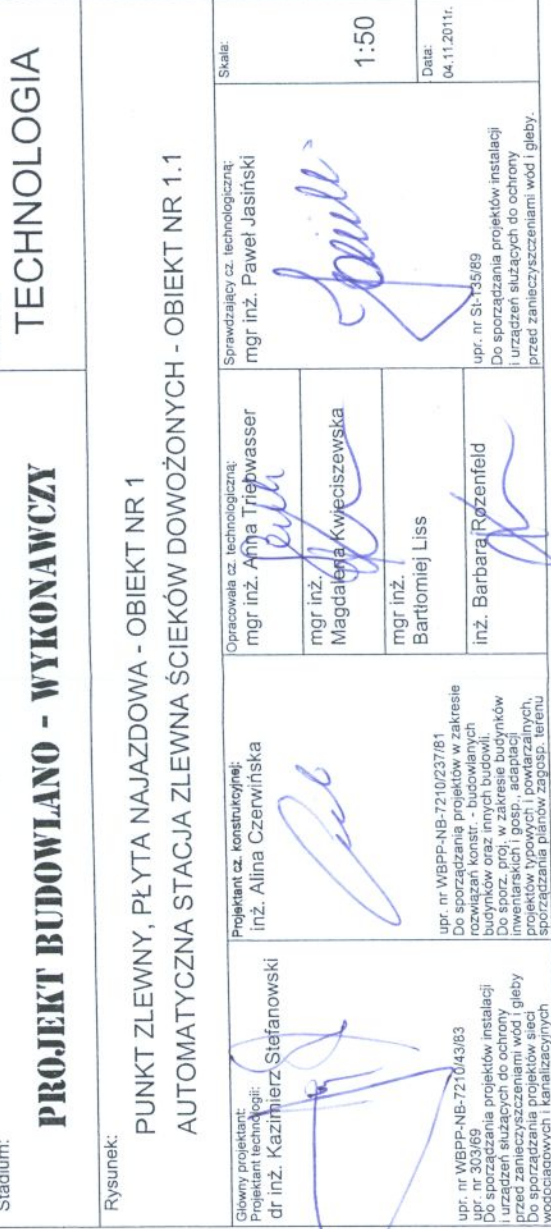 Stadium:
PROJEKT BUDOWLANO - WYKONAWCZY
TECHNOLOGIA
Rysunek:
PUNKT ZLEWNY, PŁYTA NAJAZDOWA - OBIEKT NR 1
AUTOMATYCZNA STACJA ZLEWNA ŚCIEKÓW DOWOŻONYCH - OBIEKT NR 1.1
Główny projektant:
Projektant technologii:
dr inż. Kazimierz Stefanowski
upr. nr WBPP-NB-7210/43/83
upr. nr 303/69
Do sporządzania projektów instalacji
i urządzeń służących do ochrony
przed zanieczyszczeniami wód i gleby
Do sporządzania projektów sieci
wodociągowych i kanalizacyjnych
Projektant cz. konstrukcyjnej:
inż. Alina Czerwińska
upr. nr WBPP-NB-7210/237/81
Do sporządzania projektów w zakresie
rozwiązań konstr. - budowlanych
budynków oraz innych budowli.
Do sporz. proj. w zakresie budynków
inwentarskich i gosp., adaptacji
projektów typowych i powtarzalnych,
sporządzania planów zagosp. terenu
Opracowała cz. technologiczną:
mgr inż. Anna Triebwasser
mgr inż.
Magdalena Kwieciszewska
mgr inż.
Bartłomiej Liss
inż. Barbara Rozenfeld
Sprawdzający cz. technologiczną:
mgr inż. Paweł Jasiński
upr. nr St-135/89
Do sporządzania projektów instalacji
i urządzeń służących do ochrony
przed zanieczyszczeniami wód i gleby.
Skala:
1:50
Data:
04.11.2011r.